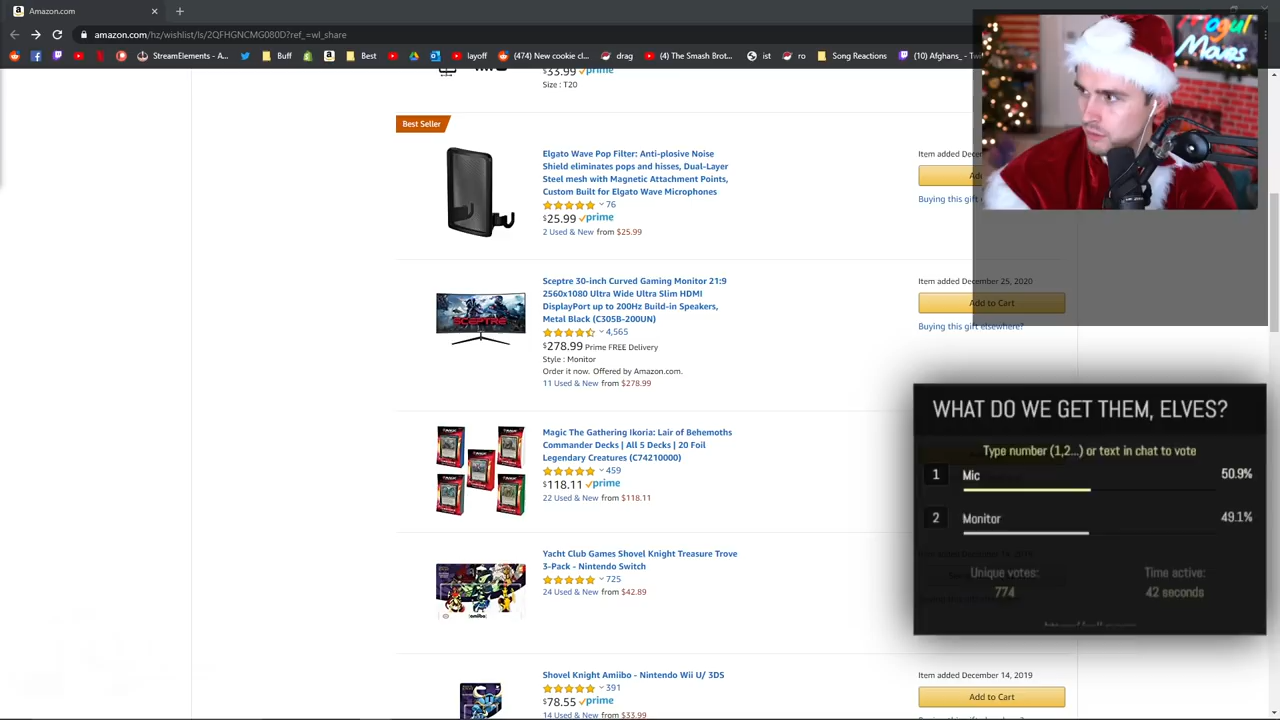 Amazon.com
amazon.com/hz/wishlist/ls/2QFHGNCMG080D?ref_=wl_share
StreamElements - A... Buff Best layoff (474) New cookie cl... drag (4) The Smash Brot... ist ro Song Reactions (10) Afghans_ - Tw
Mogul
Moves
$33.99 prime
Size : T20
Best Seller
Elgato Wave Pop Filter: Anti-plosive Noise
Shield eliminates pops and hisses, Dual-Layer
Steel mesh with Magnetic Attachment Points,
Custom Built for Elgato Wave Microphones
76
$25.99 prime
2 Used & New from $25.99
Item added Dece
Buying this gift
Sceptre 30-inch Curved Gaming Monitor 21:9
2560x1080 Ultra Wide Ultra Slim HDMI
DisplayPort up to 200Hz Build-in Speakers,
Metal Black (C305B-200UN)
4,565
$278.99 Prime FREE Delivery
Style : Monitor
Order it now. Offered by Amazon.com.
11 Used & New from $278.99
SCEPTRE
Item added December 25, 2020
Add to Cart
Buying this gift elsewhere?
Magic The Gathering Ikoria: Lair of Behemoths
Commander Decks | All 5 Decks | 20 Foil
Legendary Creatures (C74210000)
459
$118.11 prime
22 Used & New from $118.11
WHAT DO WE GET THEM, ELVES?
Type number (1,2...) or text in chat to vote
1 Mic 50.9%
2 Monitor 49.1%
Unique votes:
774
Time active:
42 seconds
Yacht Club Games Shovel Knight Treasure Trove
3-Pack - Nintendo Switch
725
24 Used & New from $42.89
amiibo
Shovel Knight Amiibo - Nintendo Wii U/ 3DS
391
$78.55 prime
14 Used & New from $33.99
Item added December 14, 2019
Add to Cart